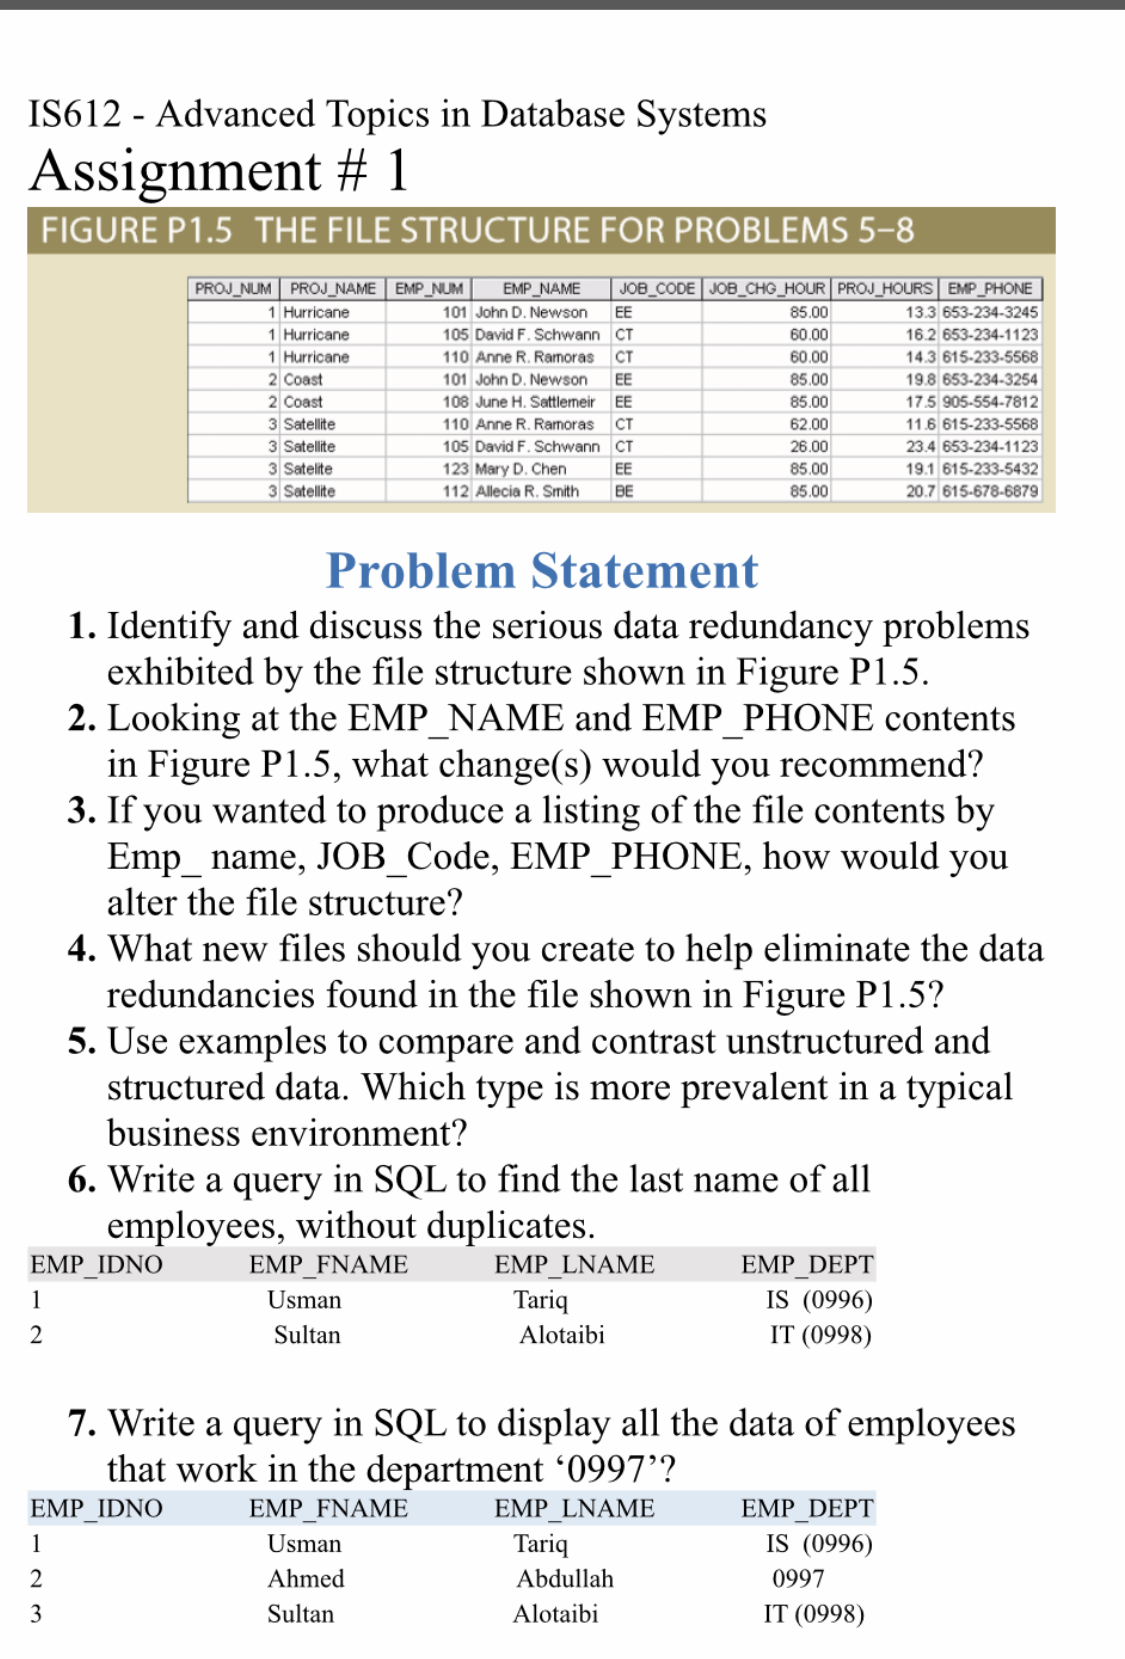 IS612 - Advanced Topics in Database Systems
Assignment # 1
FIGURE P1.5 THE FILE STRUCTURE FOR PROBLEMS 5–8
PROJ_NUM PROJ_NAME EMP_NUM EMP_NAME JOB_CODE JOB_CHG_HOUR PROJ_HOURS EMP_PHONE
1 Hurricane 101 John D. Newson EE 85.00 13.3 653-234-3245
1 Hurricane 105 David F. Schwann CT 60.00 16.2 653-234-1123
1 Hurricane 110 Anne R. Ramoras CT 60.00 14.3 615-233-5568
2 Coast 101 John D. Newson EE 85.00 19.8 653-234-3254
2 Coast 108 June H. Sattlemeir EE 85.00 17.5 905-554-7812
3 Satellite 110 Anne R. Ramoras CT 62.00 11.6 615-233-5568
3 Satellite 105 David F. Schwann CT 26.00 23.4 653-234-1123
3 Satelite 123 Mary D. Chen EE 85.00 19.1 615-233-5432
3 Satellite 112 Allecia R. Smith BE 85.00 20.7 615-678-6879
Problem Statement
1. Identify and discuss the serious data redundancy problems
exhibited by the file structure shown in Figure P1.5.
2. Looking at the EMP_NAME and EMP_PHONE contents
in Figure P1.5, what change(s) would you recommend?
3. If you wanted to produce a listing of the file contents by
Emp_ name, JOB_Code, EMP_PHONE, how would you
alter the file structure?
4. What new files should you create to help eliminate the data
redundancies found in the file shown in Figure P1.5?
5. Use examples to compare and contrast unstructured and
structured data. Which type is more prevalent in a typical
business environment?
6. Write a query in SQL to find the last name of all
employees, without duplicates.
EMP_IDNO EMP_FNAME EMP_LNAME EMP_DEPT
1 Usman Tariq IS (0996)
2 Sultan Alotaibi IT (0998)
7. Write a query in SQL to display all the data of employees
that work in the department ‘0997’?
EMP_IDNO EMP_FNAME EMP_LNAME EMP_DEPT
1 Usman Tariq IS (0996)
2 Ahmed Abdullah 0997
3 Sultan Alotaibi IT (0998)